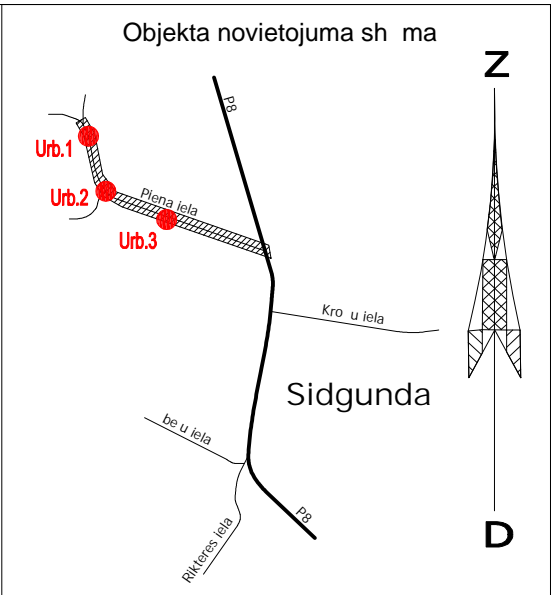 Objekta novietojuma sh ma
Z
P8
Urb.1
Urb.2
Piena iela
Urb.3
Kro u iela
Sidgunda
be u iela
P8
Rikteres iela
D